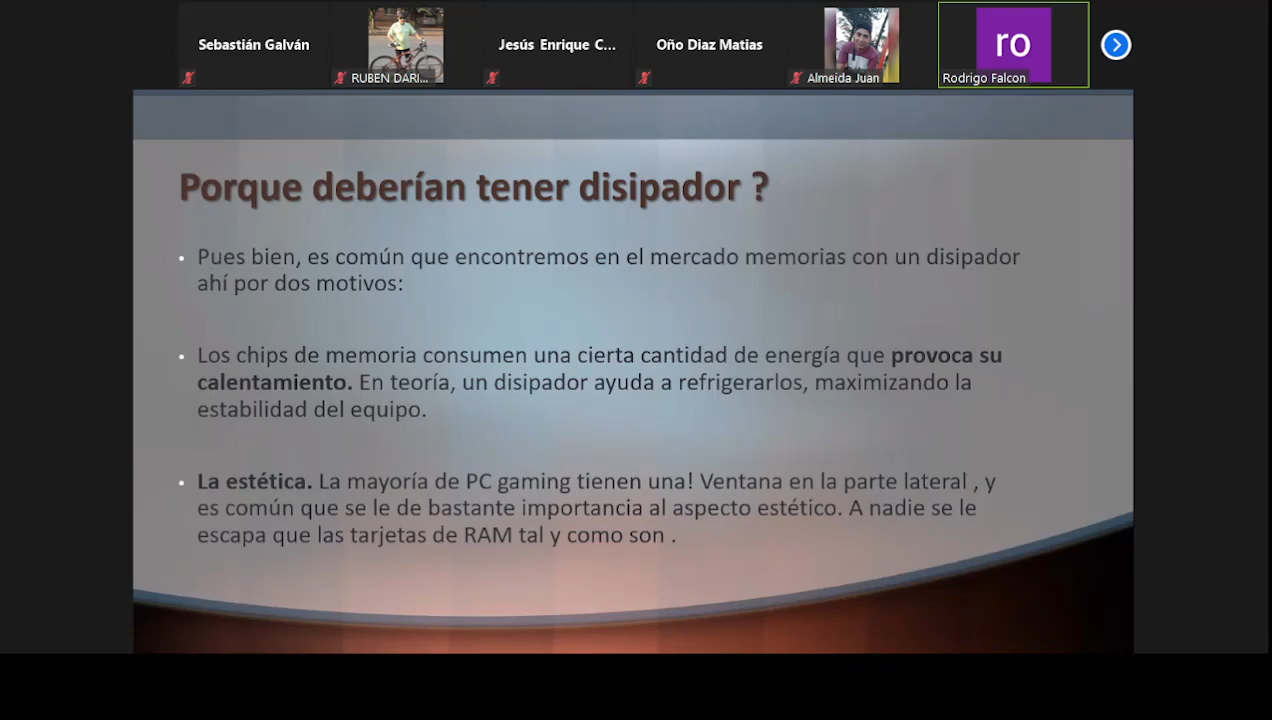 Sebastián Galván
RUBEN DARI...
Jesús Enrique C...
Oño Diaz Matias
Almeida Juan
ro
Rodrigo Falcon
Porque deberían tener disipador ?
• Pues bien, es común que encontremos en el mercado memorias con un disipador
ahí por dos motivos:
• Los chips de memoria consumen una cierta cantidad de energía que provoca su
calentamiento. En teoría, un disipador ayuda a refrigerarlos, maximizando la
estabilidad del equipo.
• La estética. La mayoría de PC gaming tienen una! Ventana en la parte lateral , y
es común que se le de bastante importancia al aspecto estético. A nadie se le
escapa que las tarjetas de RAM tal y como son .